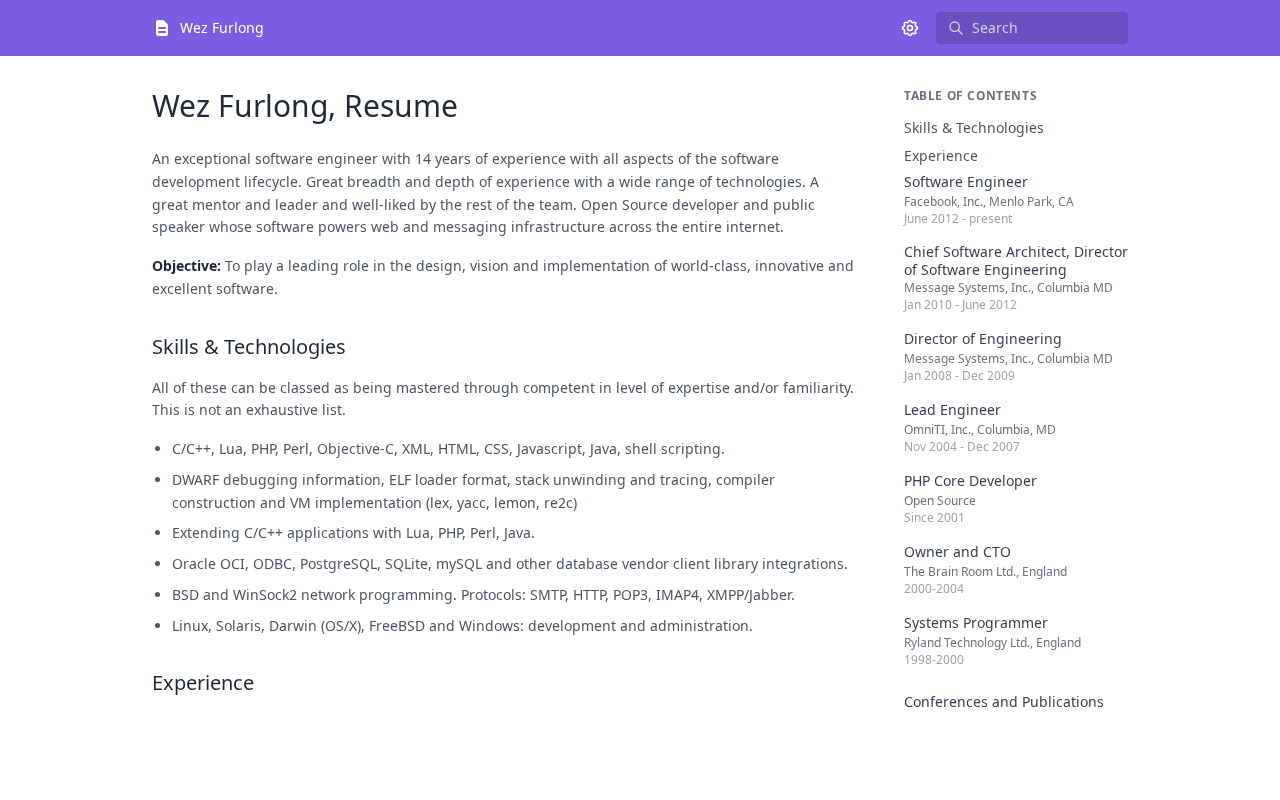 Wez Furlong
Search
Wez Furlong, Resume
An exceptional software engineer with 14 years of experience with all aspects of the software
development lifecycle. Great breadth and depth of experience with a wide range of technologies. A
great mentor and leader and well-liked by the rest of the team. Open Source developer and public
speaker whose software powers web and messaging infrastructure across the entire internet.
Objective: To play a leading role in the design, vision and implementation of world-class, innovative and
excellent software.
Skills & Technologies
All of these can be classed as being mastered through competent in level of expertise and/or familiarity.
This is not an exhaustive list.
• C/C++, Lua, PHP, Perl, Objective-C, XML, HTML, CSS, Javascript, Java, shell scripting.
• DWARF debugging information, ELF loader format, stack unwinding and tracing, compiler
construction and VM implementation (lex, yacc, lemon, re2c)
• Extending C/C++ applications with Lua, PHP, Perl, Java.
• Oracle OCI, ODBC, PostgreSQL, SQLite, mySQL and other database vendor client library integrations.
• BSD and WinSock2 network programming. Protocols: SMTP, HTTP, POP3, IMAP4, XMPP/Jabber.
• Linux, Solaris, Darwin (OS/X), FreeBSD and Windows: development and administration.
Experience
TABLE OF CONTENTS
Skills & Technologies
Experience
Software Engineer
Facebook, Inc., Menlo Park, CA
June 2012 - present
Chief Software Architect, Director
of Software Engineering
Message Systems, Inc., Columbia MD
Jan 2010 - June 2012
Director of Engineering
Message Systems, Inc., Columbia MD
Jan 2008 - Dec 2009
Lead Engineer
OmniTI, Inc., Columbia, MD
Nov 2004 - Dec 2007
PHP Core Developer
Open Source
Since 2001
Owner and CTO
The Brain Room Ltd., England
2000-2004
Systems Programmer
Ryland Technology Ltd., England
1998-2000
Conferences and Publications